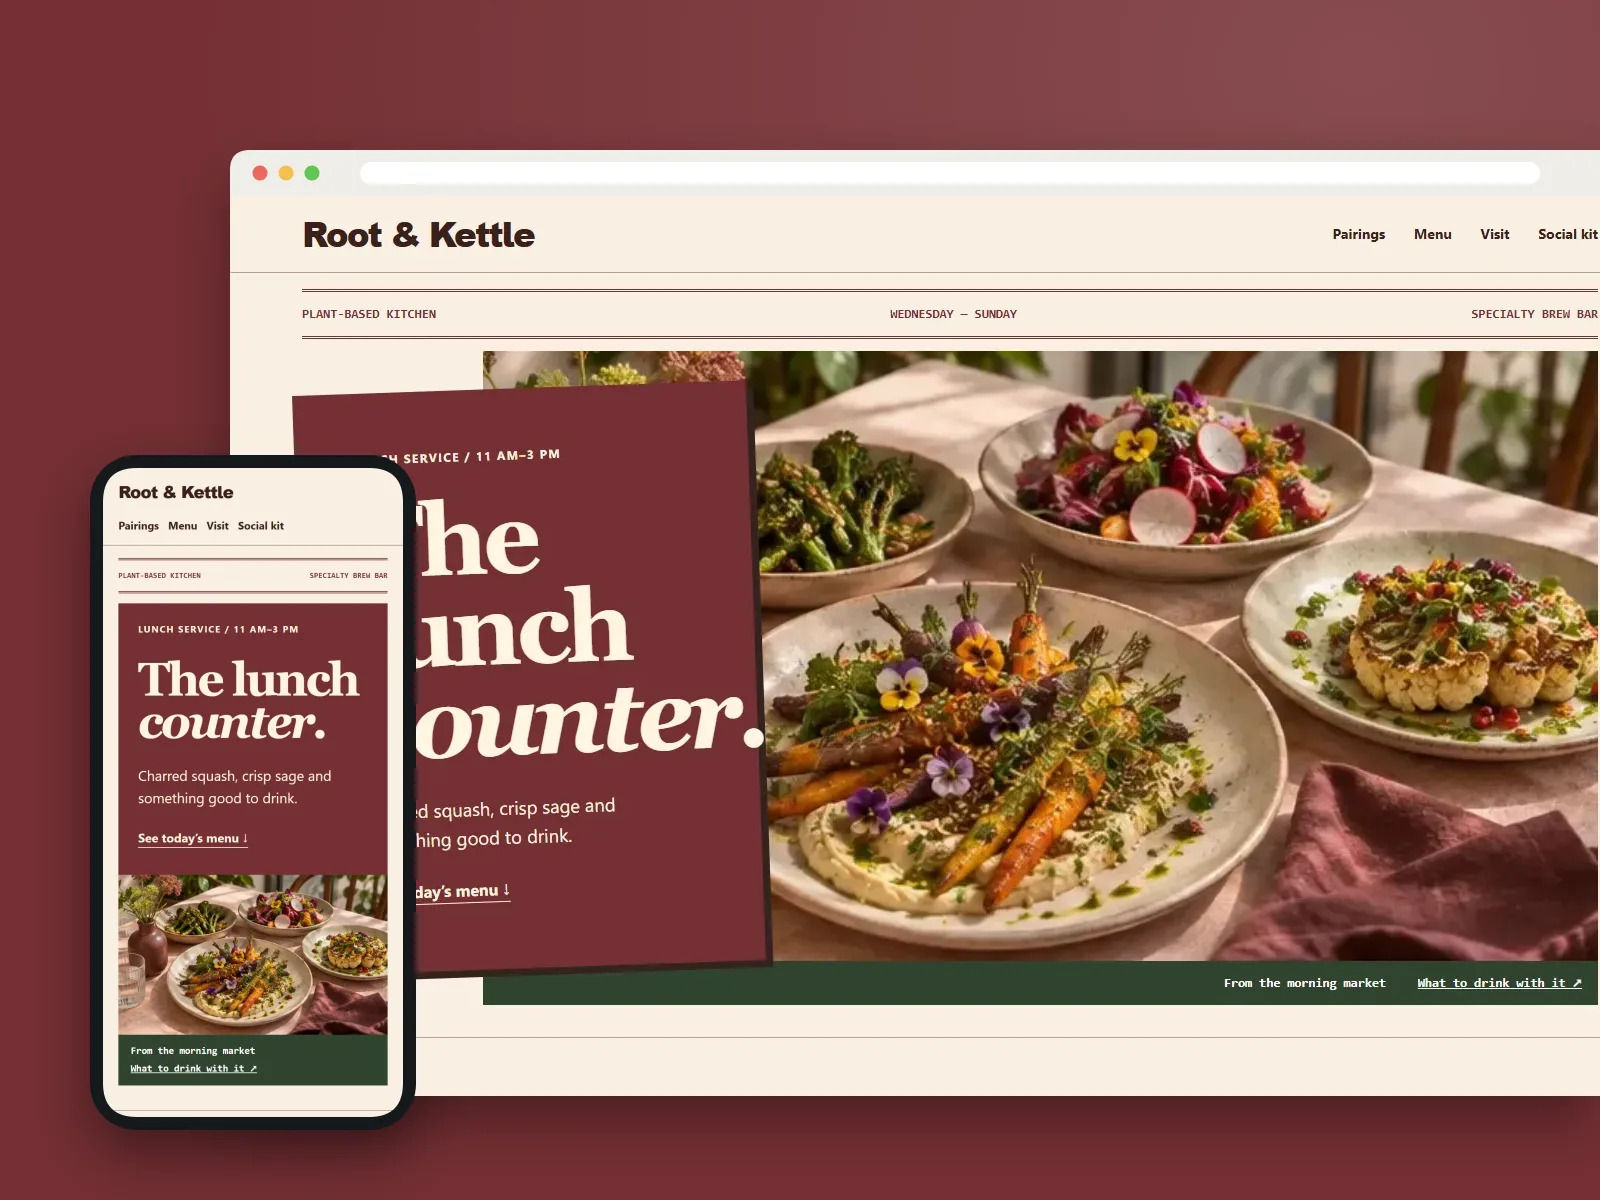 Root & Kettle
Pairings Menu Visit Social kit
PLANT-BASED KITCHEN WEDNESDAY — SUNDAY SPECIALTY BREW BAR
SERVICE / 11 AM–3 PM
he
unch
ounter.
squash, crisp sage and
good to drink.
menu ↓
From the morning market What to drink with it ↗
Root & Kettle
Pairings Menu Visit Social kit
PLANT-BASED KITCHEN SPECIALTY BREW BAR
LUNCH SERVICE / 11 AM–3 PM
The lunch
counter.
Charred squash, crisp sage and
something good to drink.
See today’s menu ↓
From the morning market
What to drink with it ↗